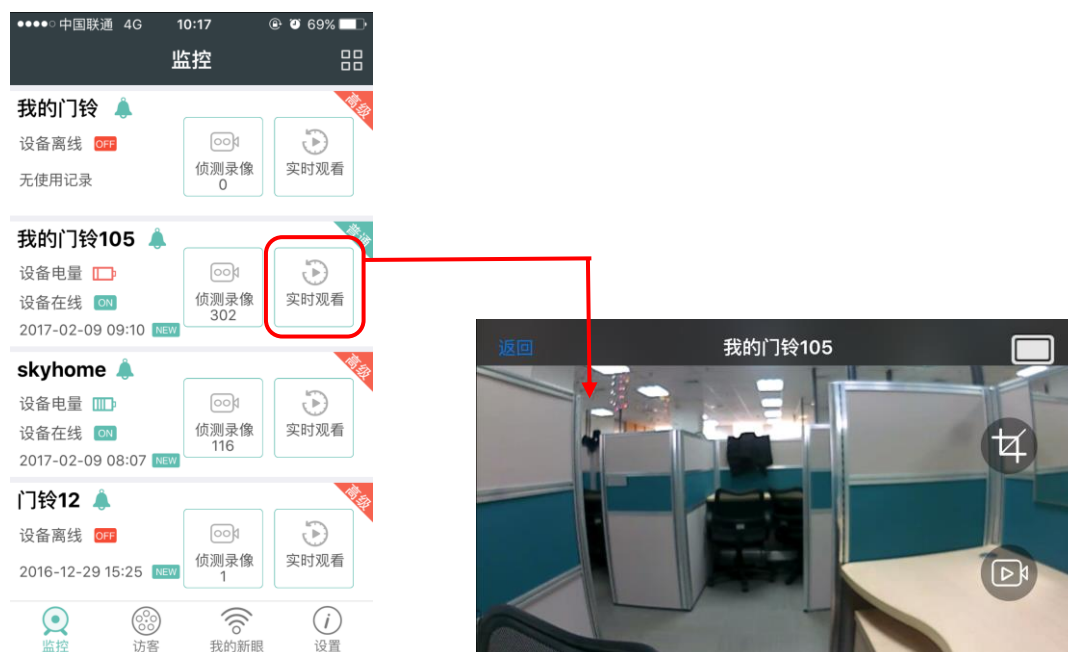 中国联通 4G 10:17 69%
监控
我的门铃
高级
设备离线 OFF
无使用记录
侦测录像
0
实时观看
我的门铃105
普通
设备电量
设备在线 ON
2017-02-09 09:10 NEW
侦测录像
302
实时观看
skyhome
高级
设备电量
设备在线 ON
2017-02-09 08:07 NEW
侦测录像
116
实时观看
门铃12
高级
设备离线 OFF
2016-12-29 15:25 NEW
侦测录像
1
实时观看
监控 访客 我的新眼 设置
返回 我的门铃105